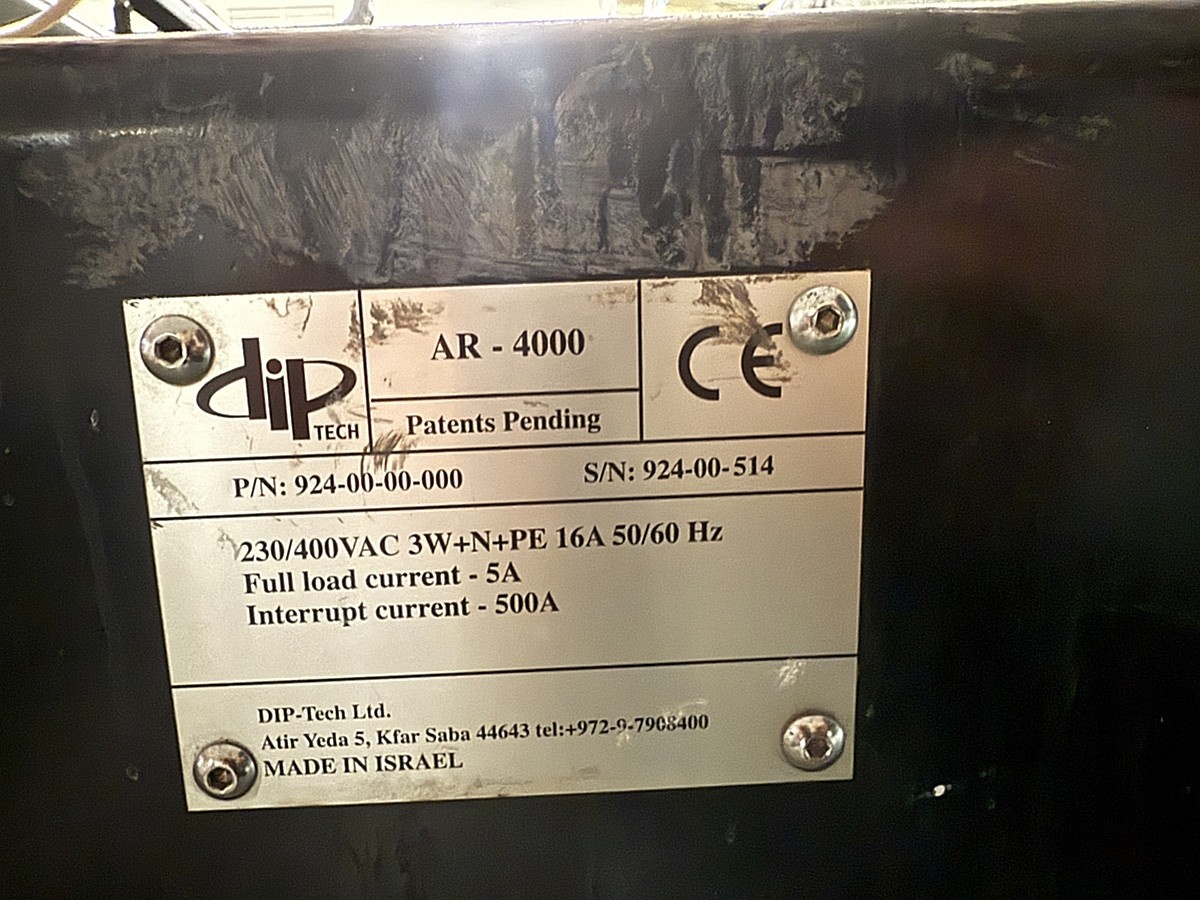 dip
TECH
AR - 4000
Patents Pending
CE
P/N: 924-00-00-000
S/N: 924-00-514
230/400VAC 3W+N+PE 16A 50/60 Hz
Full load current - 5A
Interrupt current - 500A
DIP-Tech Ltd.
Atir Yeda 5, Kfar Saba 44643 tel:+972-9-7908400
MADE IN ISRAEL